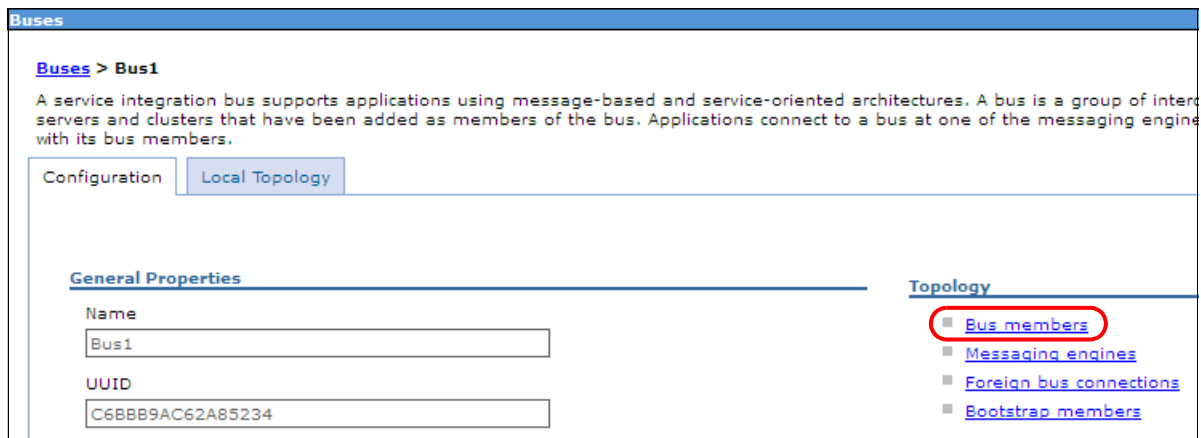 Buses
Buses > Bus1
A service integration bus supports applications using message-based and service-oriented architectures. A bus is a group of
servers and clusters that have been added as members of the bus. Applications connect to a bus at one of the messaging
with its bus members.
Configuration
Local Topology
General Properties
Name
Bus1
UUID
C6BBB9AC62A85234
Topology
Bus members
Messaging engines
Foreign bus connections
Bootstrap members